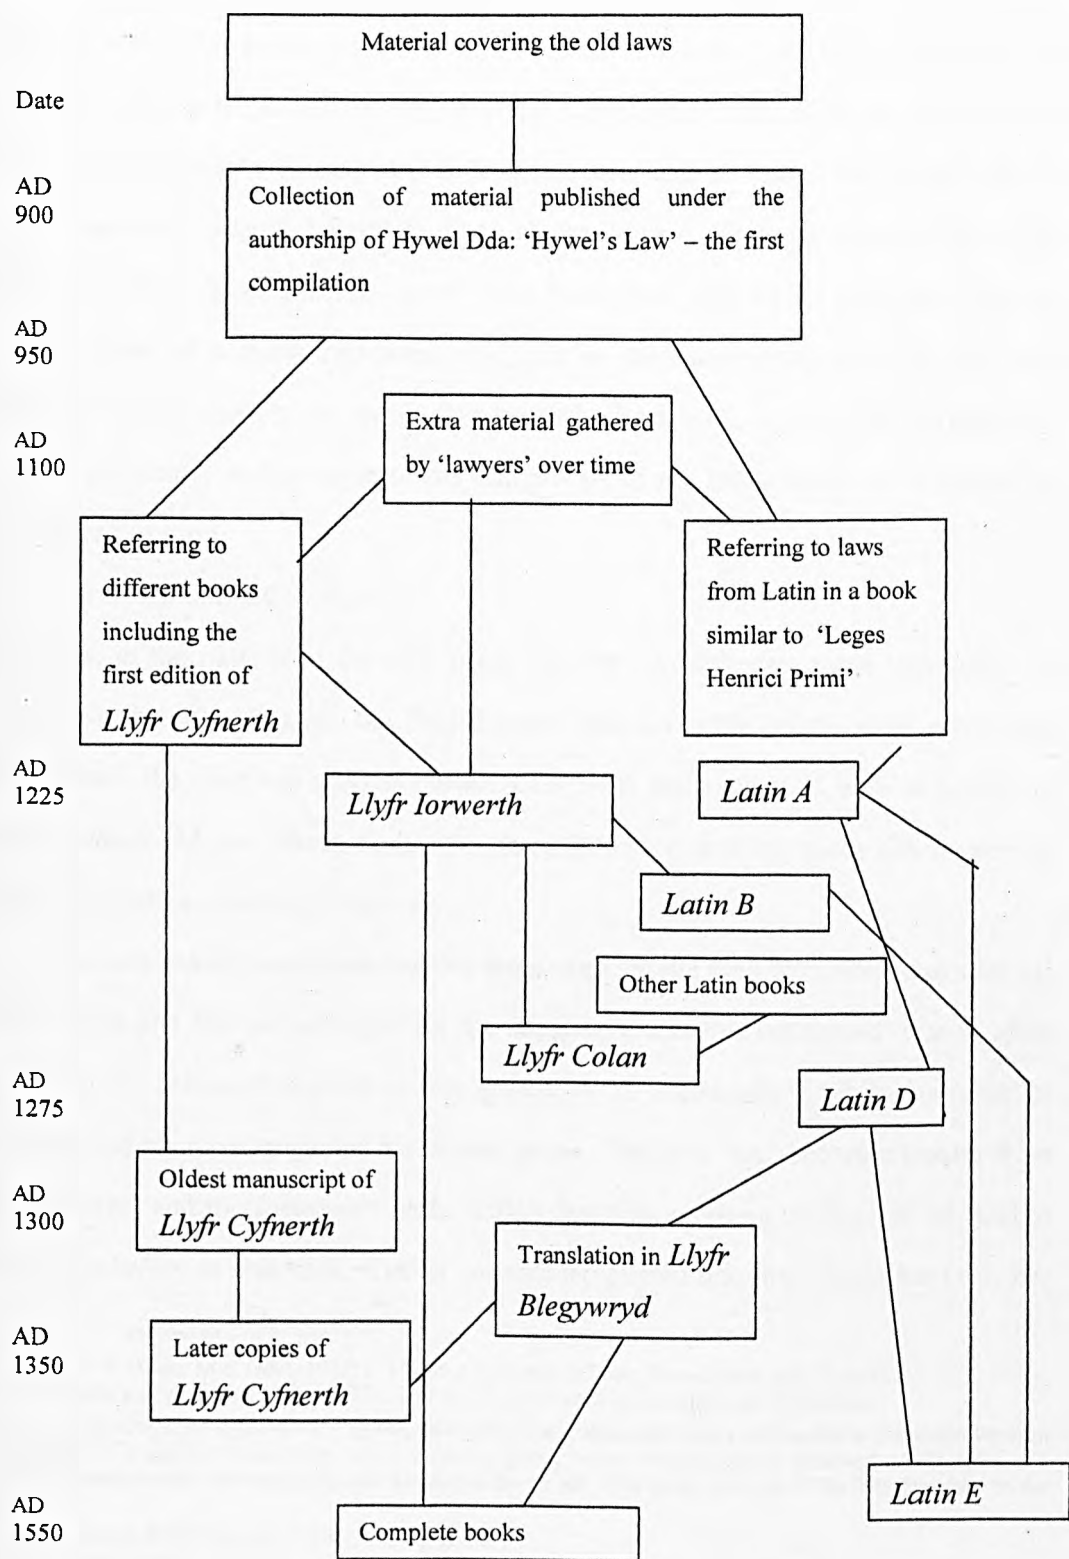 Material covering the old laws
Date
AD
900
Collection of material published under the
authorship of Hywel Dda: ‘Hywel’s Law’ – the first
compilation
AD
950
Extra material gathered
by ‘lawyers’ over time
AD
1100
Referring to
different books
including the
first edition of
Llyfr Cyfnerth
Referring to laws
from Latin in a book
similar to ‘Leges
Henrici Primi’
AD
1225
Llyfr Iorwerth
Latin A
Latin B
Other Latin books
Llyfr Colan
AD
1275
Latin D
Oldest manuscript of
Llyfr Cyfnerth
AD
1300
Translation in Llyfr
Blegywryd
AD
1350
Later copies of
Llyfr Cyfnerth
Latin E
AD
1550
Complete books